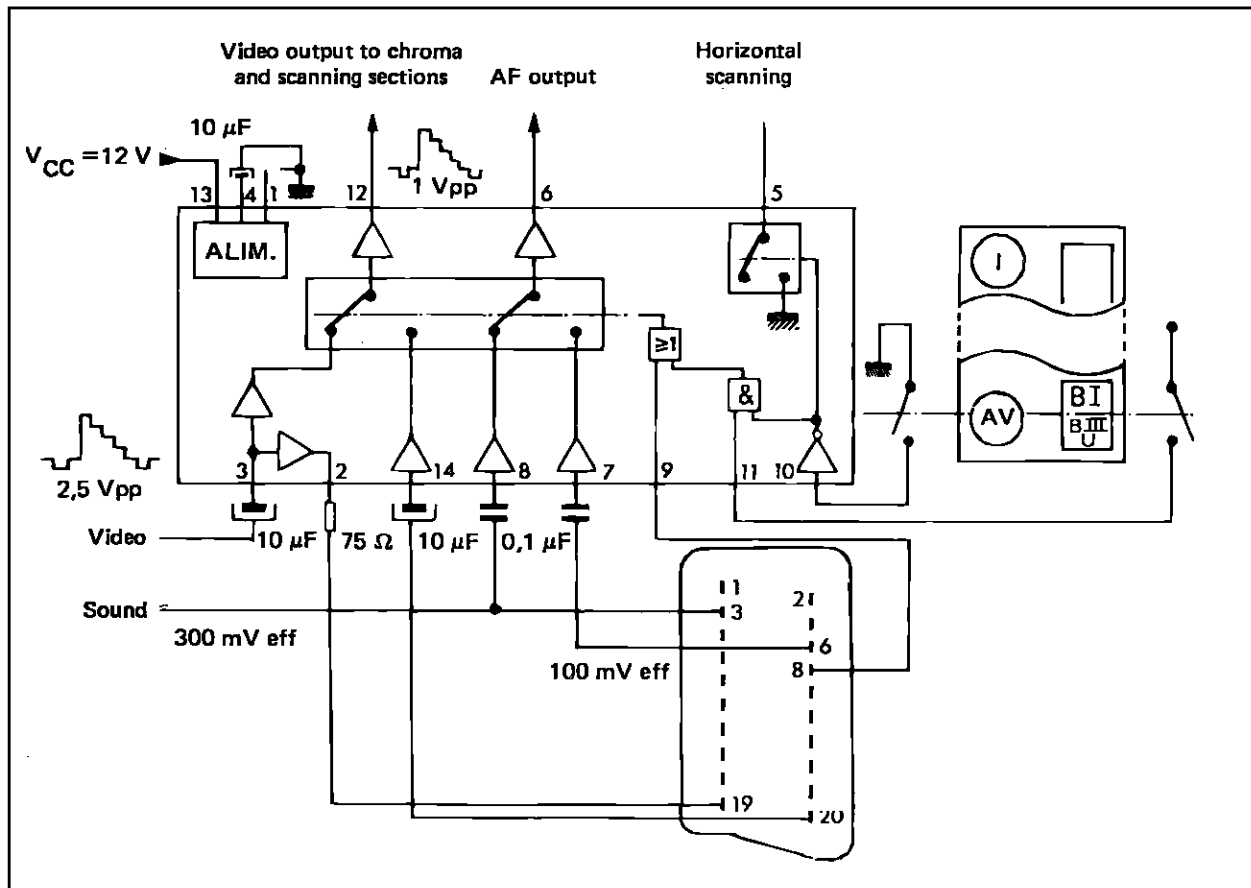 Video output to chroma
and scanning sections
AF output
Horizontal
scanning
10 µF
VCC = 12 V
1 Vpp
13
4
1
12
6
5
ALIM.
I
≥1
&
AV
BI
BIII
U
2,5 Vpp
3
2
14
8
7
9
11
10
Video
10 µF
75 Ω
10 µF
0,1 µF
Sound
300 mV eff
100 mV eff
1
2
3
6
8
19
20